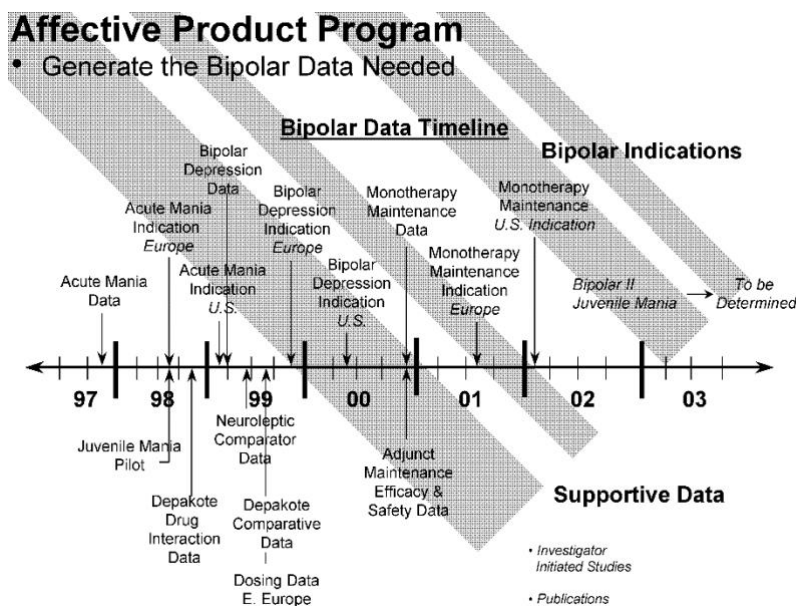 Affective Product Program
• Generate the Bipolar Data Needed
Bipolar Data Timeline
Bipolar Indications
Acute Mania
Data
Acute Mania
Indication
Europe
Bipolar
Depression
Data
Acute Mania
Indication
U.S.
Bipolar
Depression
Indication
Europe
Bipolar
Depression
Indication
U.S.
Monotherapy
Maintenance
Data
Monotherapy
Maintenance
Indication
Europe
Monotherapy
Maintenance
U.S. Indication
Bipolar II
Juvenile Mania
To be
Determined
97 98 99 00 01 02 03
Juvenile Mania
Pilot
Depakote
Drug
Interaction
Data
Neuroleptic
Comparator
Data
Depakote
Comparative
Data
Dosing Data
E. Europe
Adjunct
Maintenance
Efficacy &
Safety Data
Supportive Data
• Investigator
Initiated Studies
• Publications